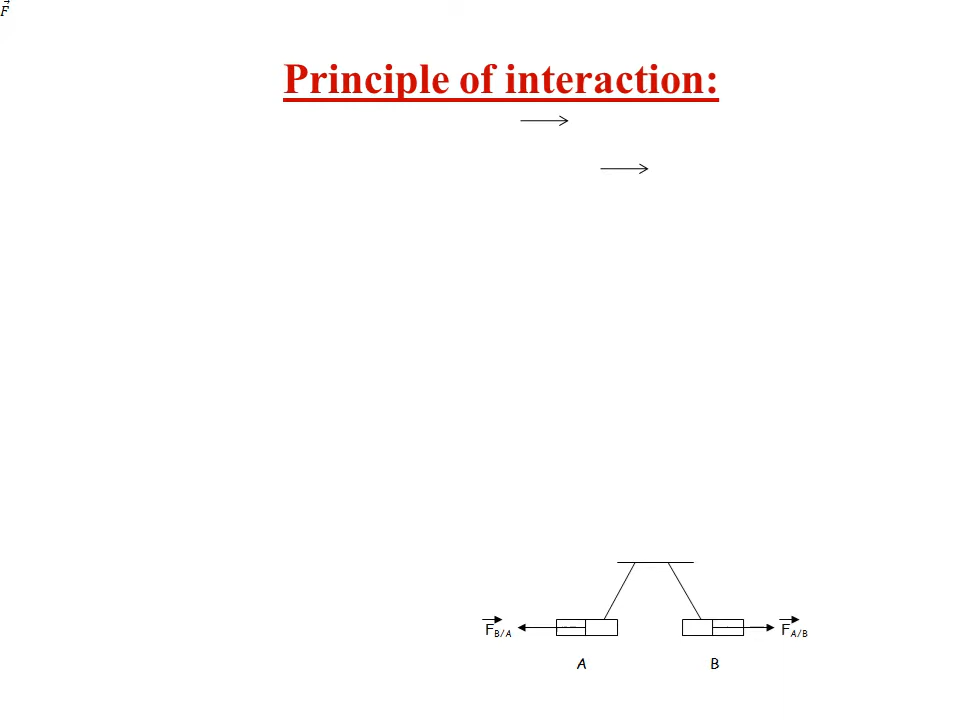 F
Principle of interaction:
F B/A F A/B
A B